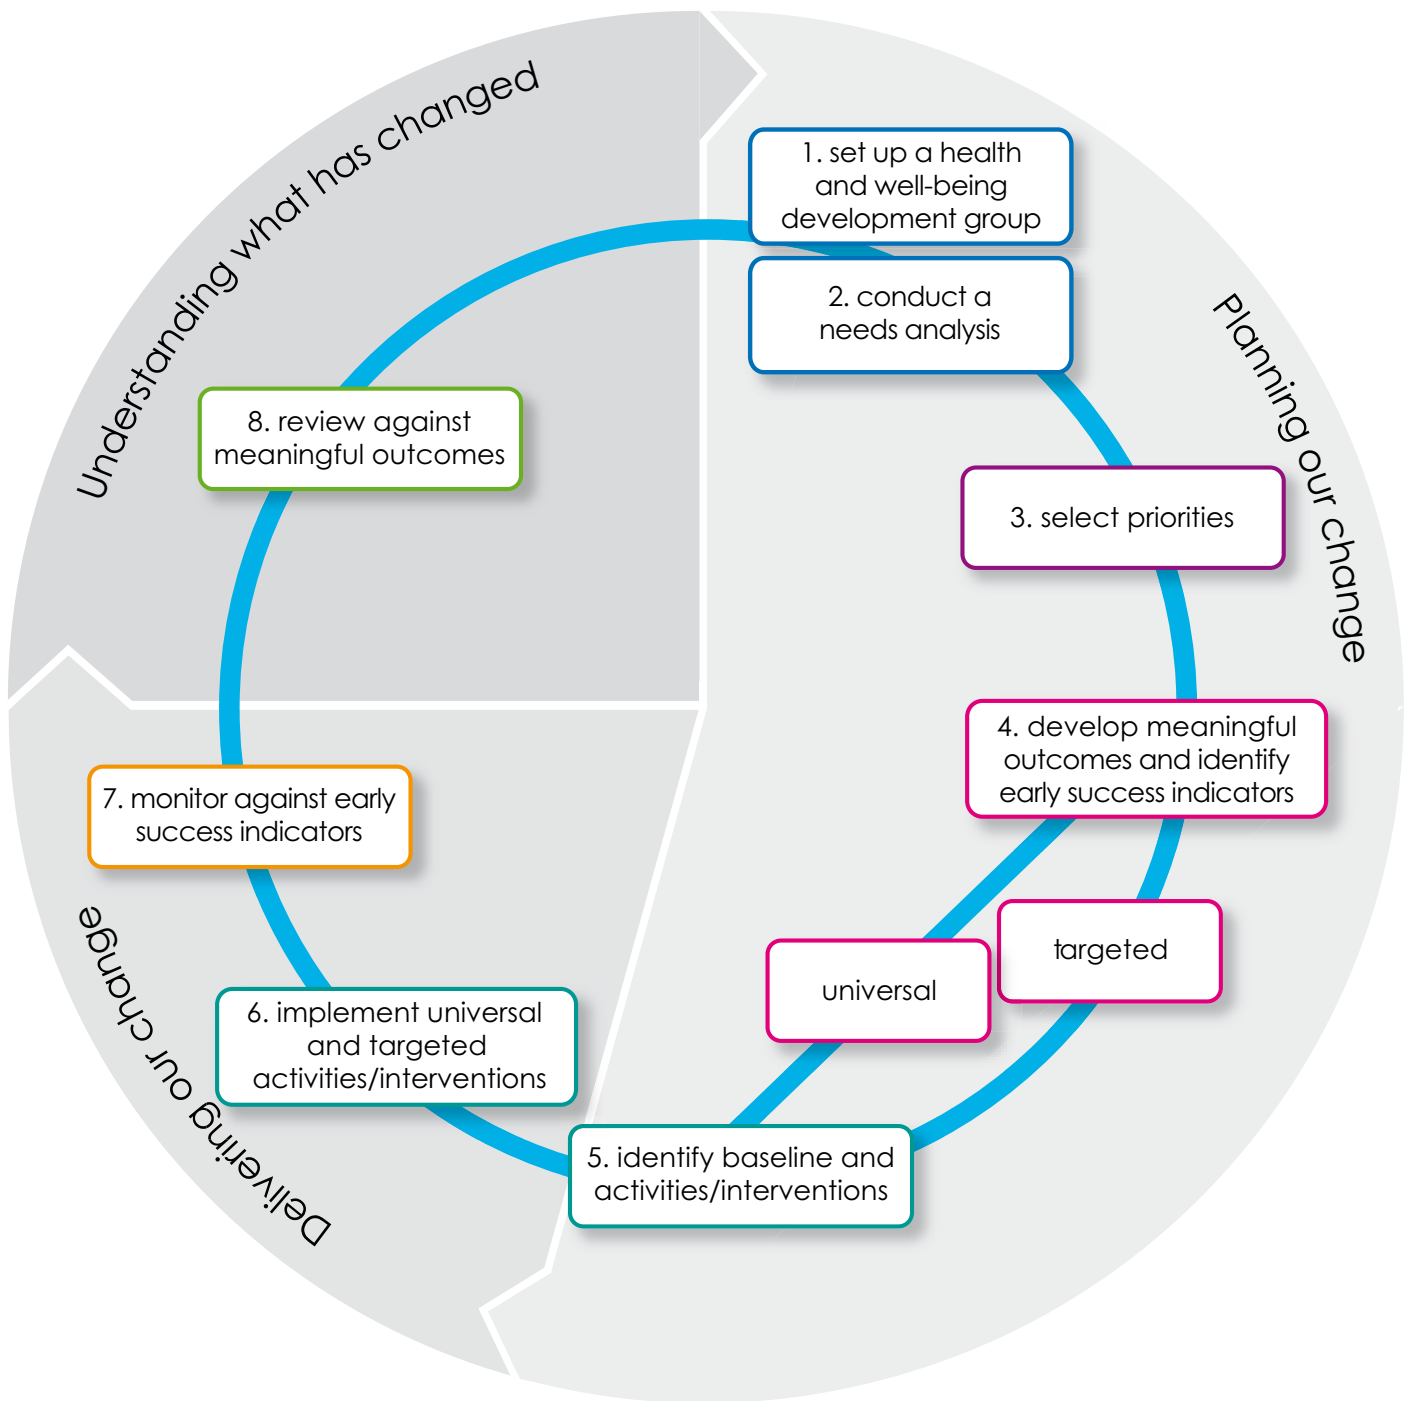 Understanding what has changed
1. set up a health
and well-being
development group
2. conduct a
needs analysis
Planning our change
3. select priorities
4. develop meaningful
outcomes and identify
early success indicators
targeted
universal
5. identify baseline and
activities/interventions
6. implement universal
and targeted
activities/interventions
Delivering our change
7. monitor against early
success indicators
8. review against
meaningful outcomes